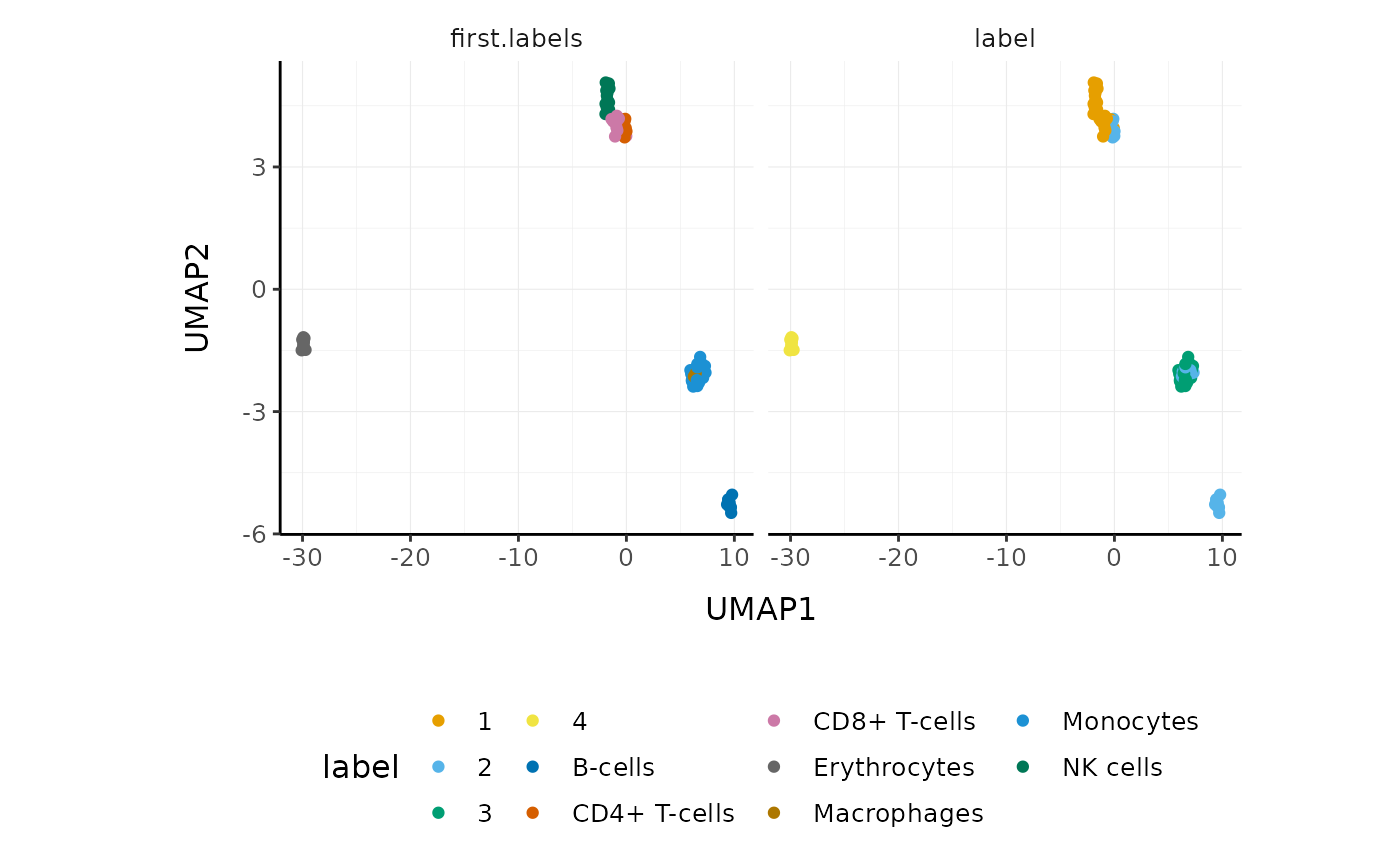 first.labels label
3
0
-3
-6
-30 -20 -10 0 10 -30 -20 -10 0 10
UMAP2
UMAP1
label
1 4 CD8+ T-cells Monocytes
2 B-cells Erythrocytes NK cells
3 CD4+ T-cells Macrophages